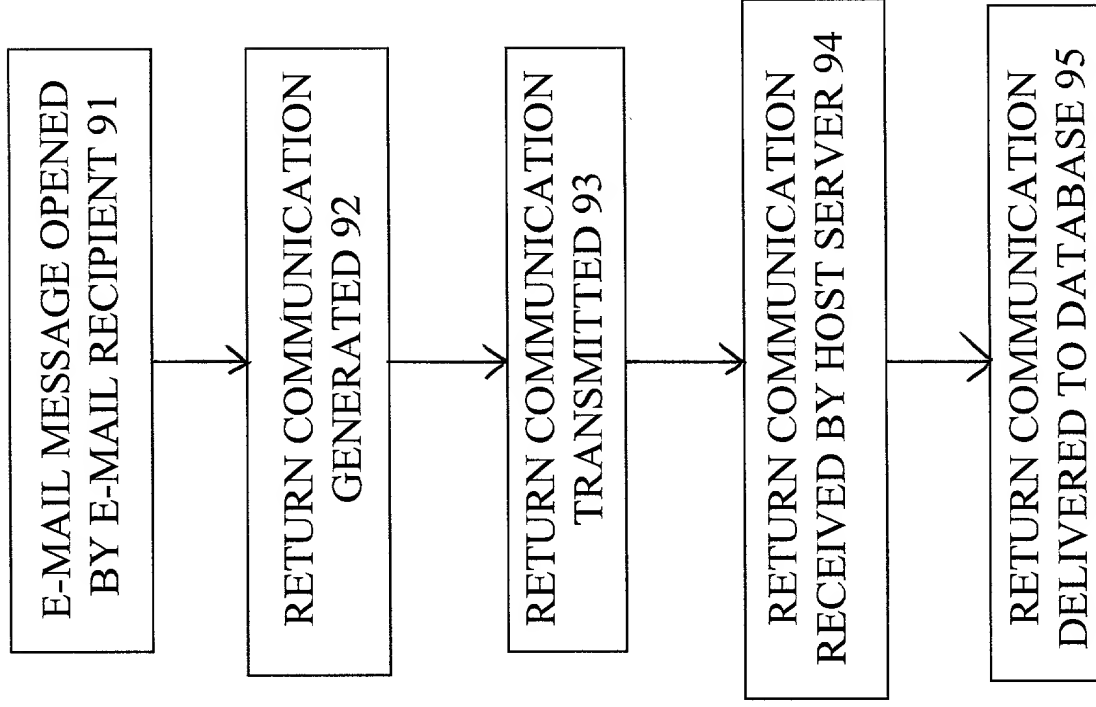 E-MAIL MESSAGE OPENED
BY E-MAIL RECIPIENT 91
RETURN COMMUNICATION
GENERATED 92
RETURN COMMUNICATION
TRANSMITTED 93
RETURN COMMUNICATION
RECEIVED BY HOST SERVER 94
RETURN COMMUNICATION
DELIVERED TO DATABASE 95